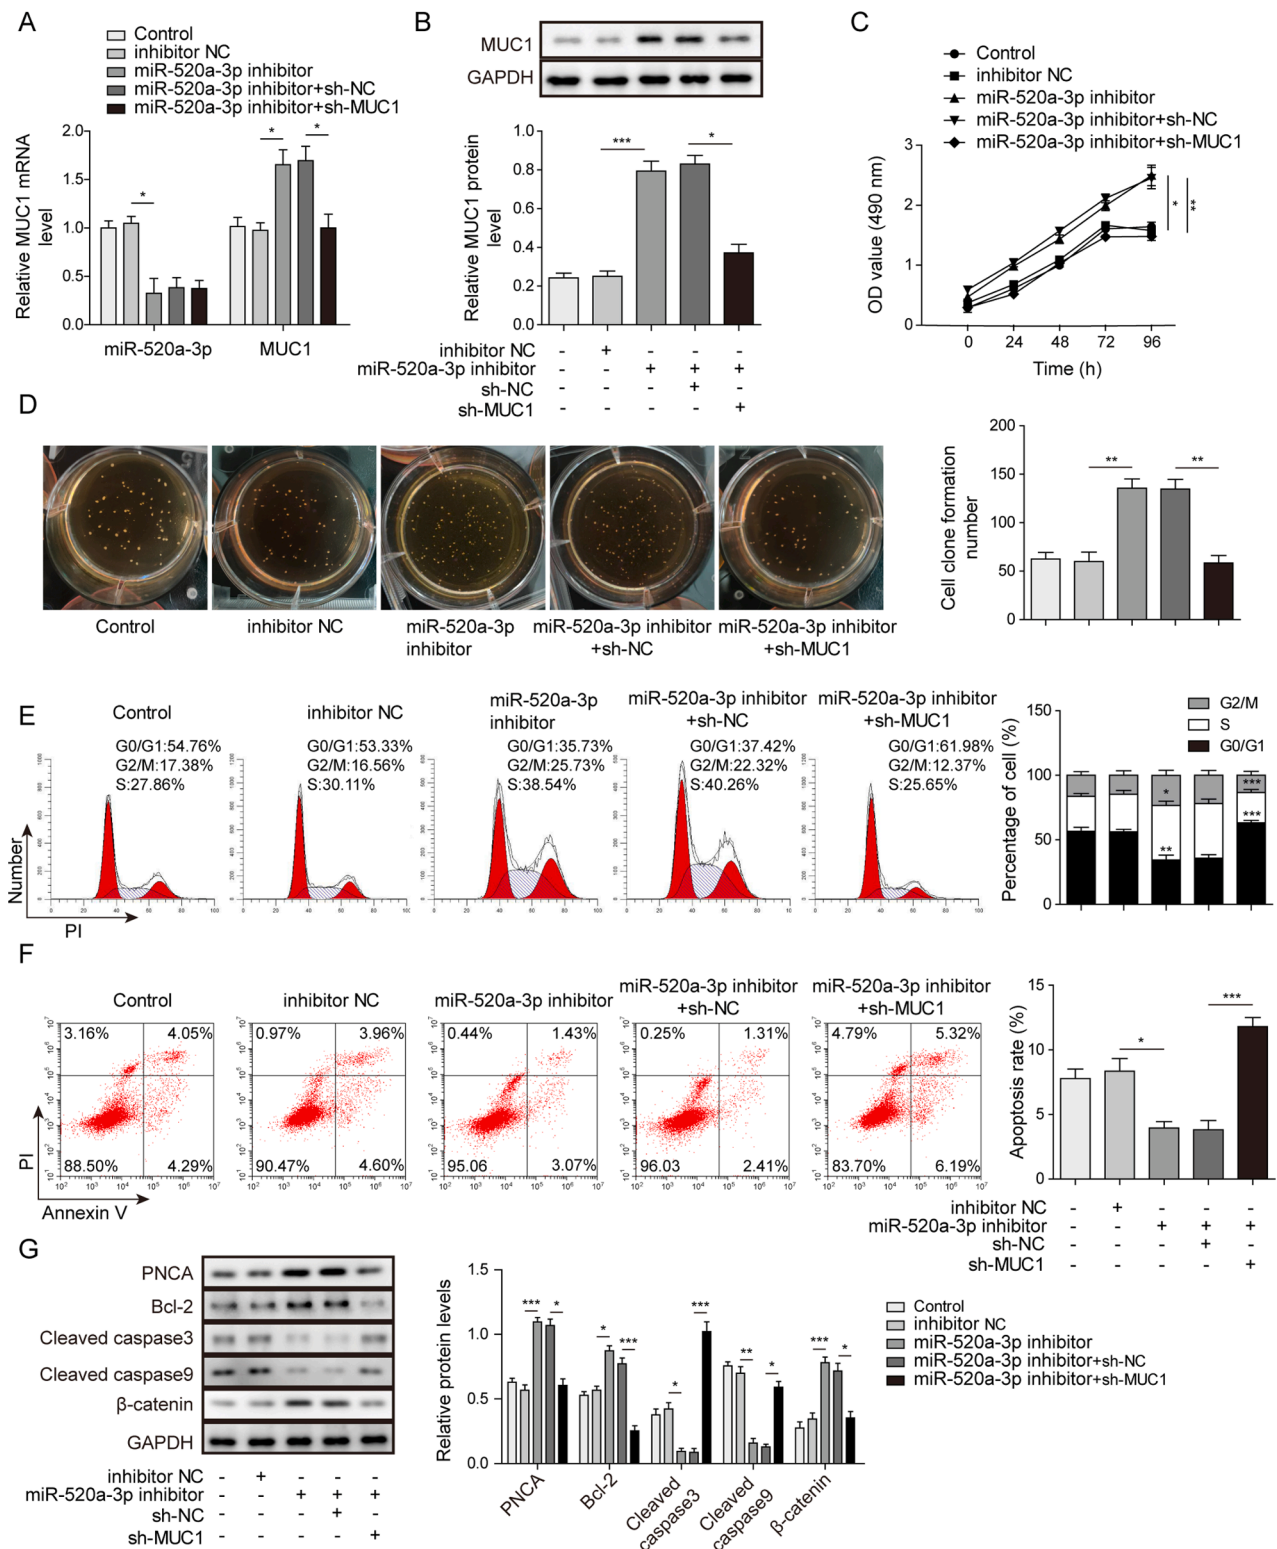 A
Control
inhibitor NC
miR-520a-3p inhibitor
miR-520a-3p inhibitor+sh-NC
miR-520a-3p inhibitor+sh-MUC1
Relative MUC1 mRNA
level
2.0
1.5
1.0
0.5
0.0
*
*
*
miR-520a-3p
MUC1
B
MUC1
GAPDH
Relative MUC1 protein
level
1.0
0.8
0.6
0.4
0.2
0.0
***
*
inhibitor NC - + - - -
miR-520a-3p inhibitor - - + + +
sh-NC - - - + -
sh-MUC1 - - - - +
C
Control
inhibitor NC
miR-520a-3p inhibitor
miR-520a-3p inhibitor+sh-NC
miR-520a-3p inhibitor+sh-MUC1
OD value (490 nm)
3
2
1
0
*
**
0 24 48 72 96
Time (h)
D
Control
inhibitor NC
miR-520a-3p
inhibitor
miR-520a-3p inhibitor
+sh-NC
miR-520a-3p inhibitor
+sh-MUC1
Cell clone formation
number
200
150
100
50
0
**
**
E
Control
G0/G1:54.76%
G2/M:17.38%
S:27.86%
inhibitor NC
G0/G1:53.33%
G2/M:16.56%
S:30.11%
miR-520a-3p
inhibitor
G0/G1:35.73%
G2/M:25.73%
S:38.54%
miR-520a-3p inhibitor
+sh-NC
G0/G1:37.42%
G2/M:22.32%
S:40.26%
miR-520a-3p inhibitor
+sh-MUC1
G0/G1:61.98%
G2/M:12.37%
S:25.65%
Number
PI
Percentage of cell (%)
150
100
50
0
G2/M
S
G0/G1
*
**
***
***
F
Control
3.16% 4.05%
88.50% 4.29%
inhibitor NC
0.97% 3.96%
90.47% 4.60%
miR-520a-3p inhibitor
0.44% 1.43%
95.06 3.07%
miR-520a-3p inhibitor
+sh-NC
0.25% 1.31%
96.03 2.41%
miR-520a-3p inhibitor
+sh-MUC1
4.79% 5.32%
83.70% 6.19%
PI
Annexin V
Apoptosis rate (%)
15
10
5
0
*
***
inhibitor NC - + - - -
miR-520a-3p inhibitor - - + + +
sh-NC - - - + -
sh-MUC1 - - - - +
G
PNCA
Bcl-2
Cleaved caspase3
Cleaved caspase9
β-catenin
GAPDH
inhibitor NC - + - - -
miR-520a-3p inhibitor - - + + +
sh-NC - - - + -
sh-MUC1 - - - - +
Relative protein levels
1.5
1.0
0.5
0.0
*** * * *** * *** ** * *** *
PNCA
Bcl-2
Cleaved
caspase3
Cleaved
caspase9
β-catenin
Control
inhibitor NC
miR-520a-3p inhibitor
miR-520a-3p inhibitor+sh-NC
miR-520a-3p inhibitor+sh-MUC1